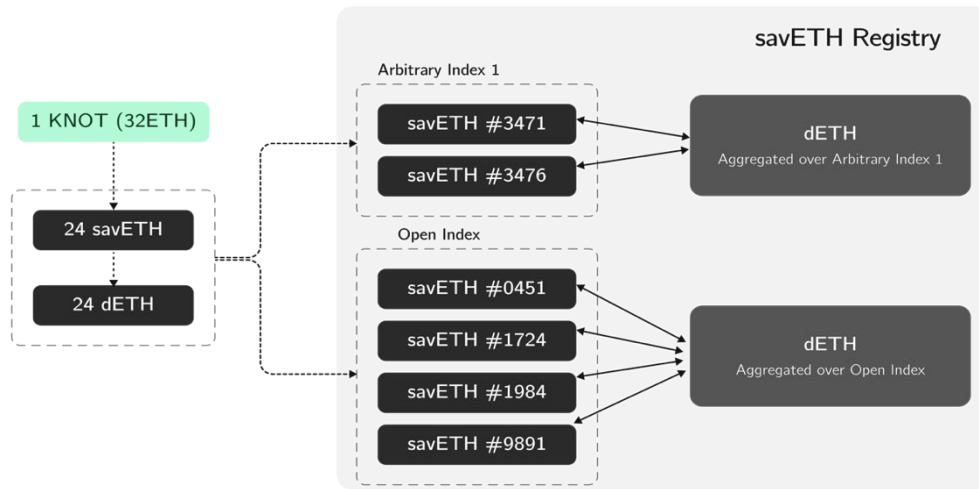 savETH Registry
1 KNOT (32ETH)
24 savETH
24 dETH
Arbitrary Index 1
savETH #3471
savETH #3476
dETH
Aggregated over Arbitrary Index 1
Open Index
savETH #0451
savETH #1724
savETH #1984
savETH #9891
dETH
Aggregated over Open Index